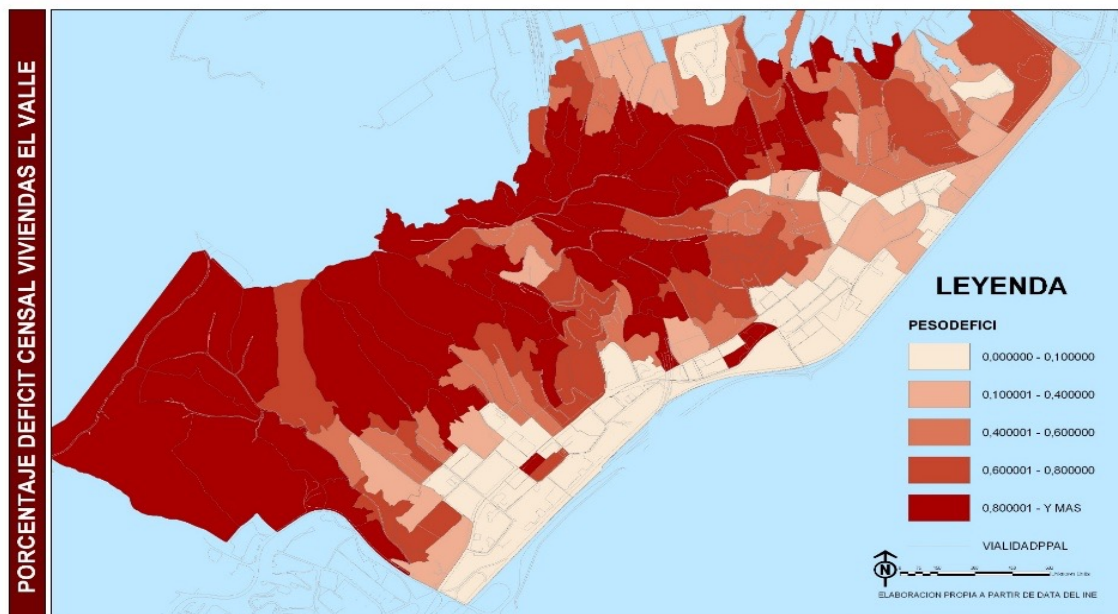 PORCENTAJE DEFICIT CENSAL VIVIENDAS EL VALLE
LEYENDA
PESODEFICI
0,000000 - 0,100000
0,100001 - 0,400000
0,400001 - 0,600000
0,600001 - 0,800000
0,800001 - Y MAS
VIALIDADPPAL
N
ELABORACION PROPIA A PARTIR DE DATA DEL INE